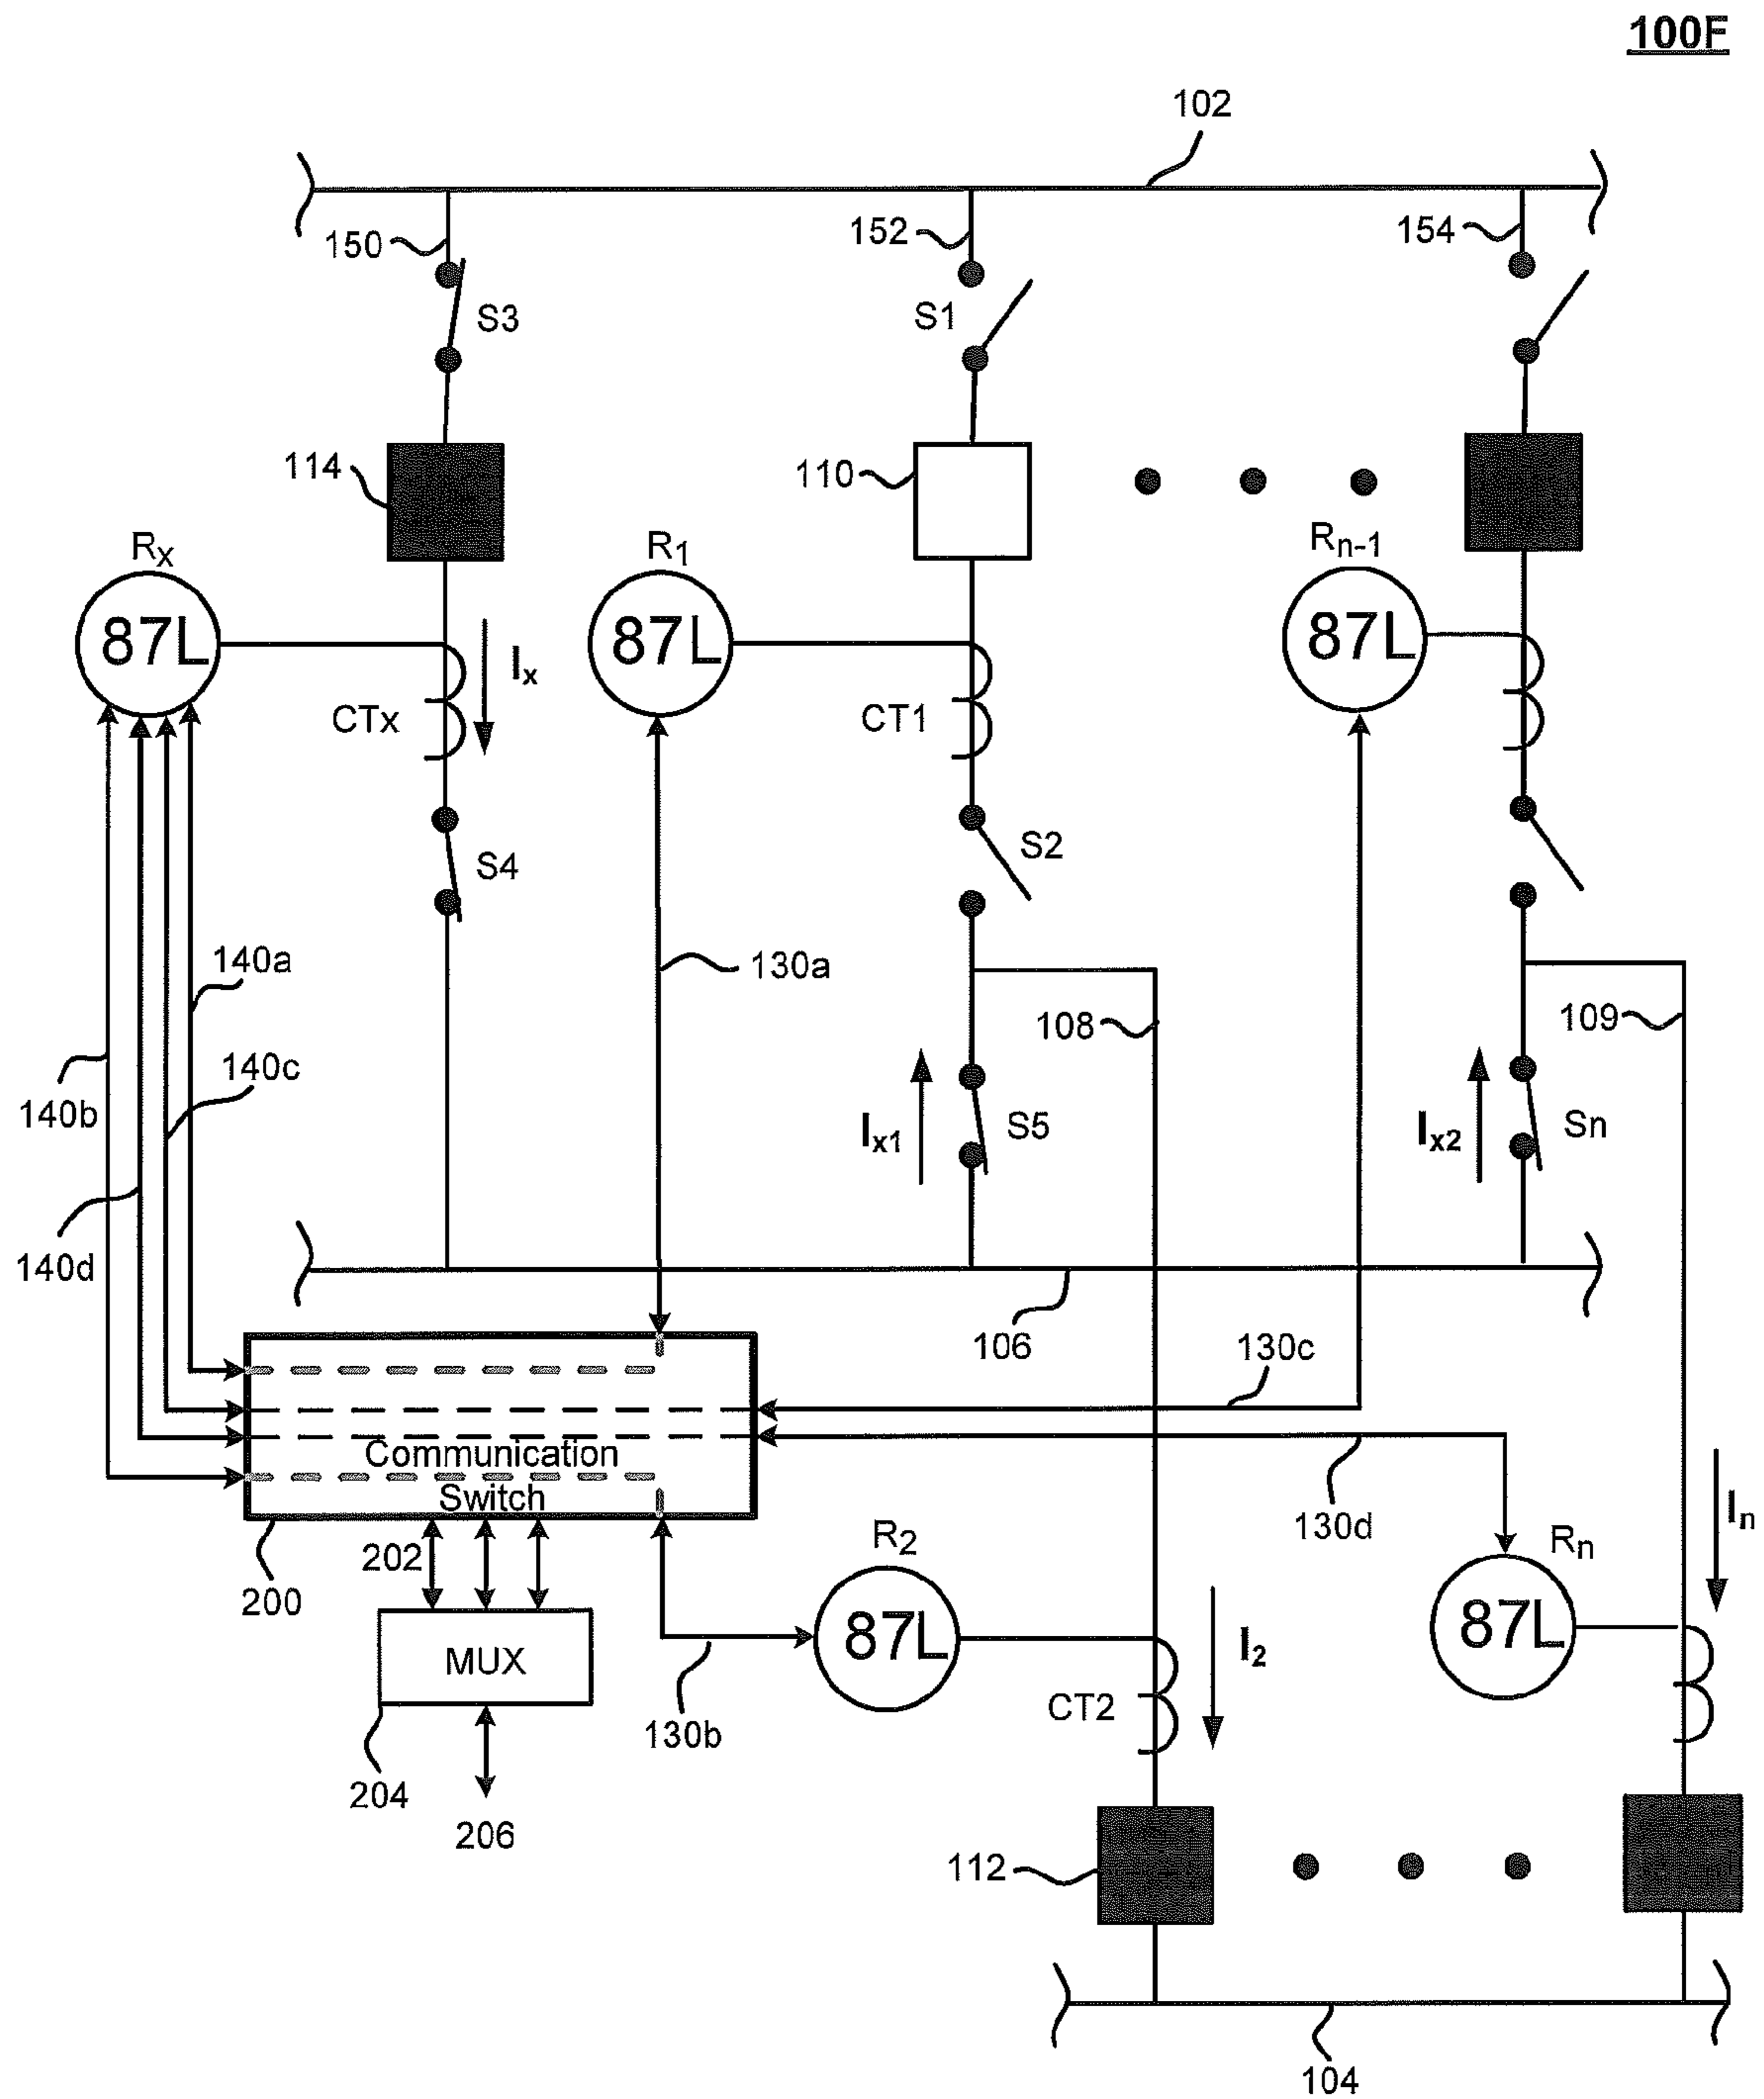 100F
102
150
152
154
S3
S1
114
110
Rx
R1
Rn-1
87L
87L
87L
Ix
CTx
CT1
S4
S2
140a
130a
108
109
140c
140b
Ix1
S5
Ix2
Sn
140d
106
130c
Communication
Switch
130d
In
202
R2
Rn
200
87L
87L
MUX
I2
CT2
130b
204
206
112
104